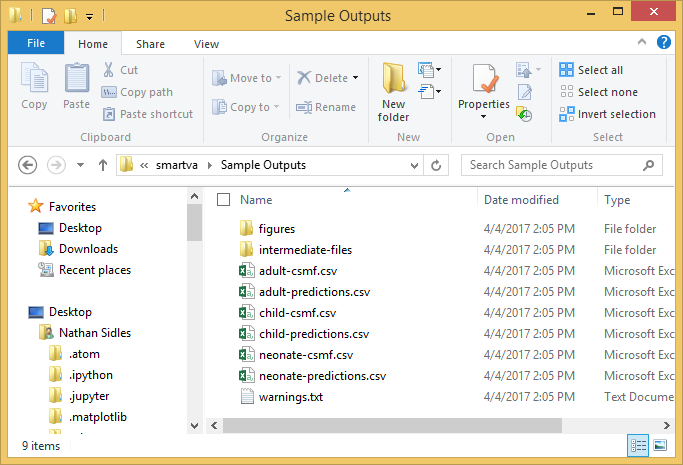 Sample Outputs
File Home Share View
Copy
Paste
Cut
Copy path
Paste shortcut
Clipboard
Move to
Copy to
Delete
Rename
Organize
New folder
New
Properties
Open
Select all
Select none
Invert selection
Select
« smartva Sample Outputs
Search Sample Outputs
Favorites
Desktop
Downloads
Recent places
Desktop
Nathan Sidles
.atom
.ipython
.jupyter
.matplotlib
Name Date modified Type
figures 4/4/2017 2:05 PM File folder
intermediate-files 4/4/2017 2:05 PM File folder
adult-csmf.csv 4/4/2017 2:05 PM Microsoft Exc
adult-predictions.csv 4/4/2017 2:05 PM Microsoft Exc
child-csmf.csv 4/4/2017 2:05 PM Microsoft Exc
child-predictions.csv 4/4/2017 2:05 PM Microsoft Exc
neonate-csmf.csv 4/4/2017 2:05 PM Microsoft Exc
neonate-predictions.csv 4/4/2017 2:05 PM Microsoft Exc
warnings.txt 4/4/2017 2:05 PM Text Docume
9 items